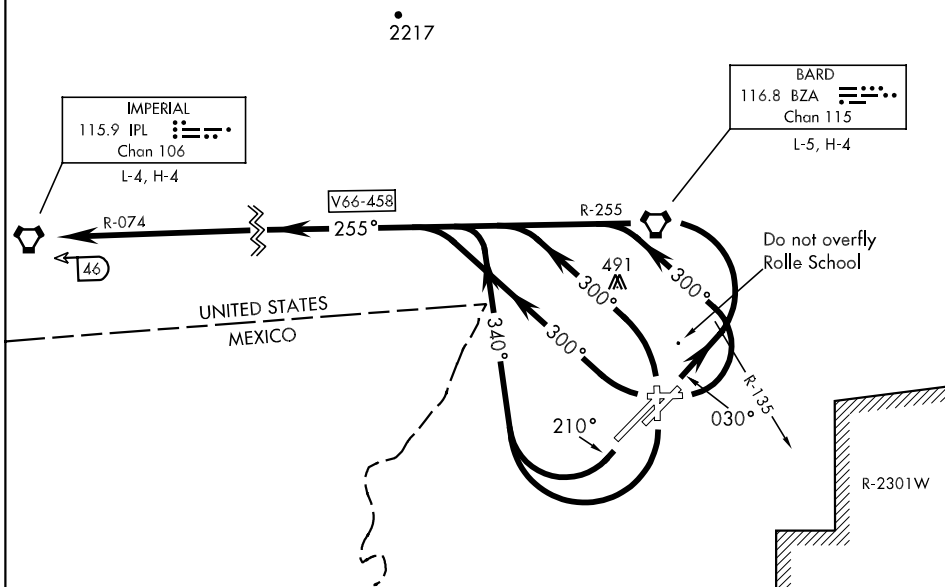 2217
BARD
116.8 BZA
Chan 115
L-5, H-4
IMPERIAL
115.9 IPL
Chan 106
L-4, H-4
V66-458
R-074
255°
R-255
Do not overfly
Rolle School
46
491
300°
300°
UNITED STATES
MEXICO
340°
300°
R-135
030°
210°
R-2301W